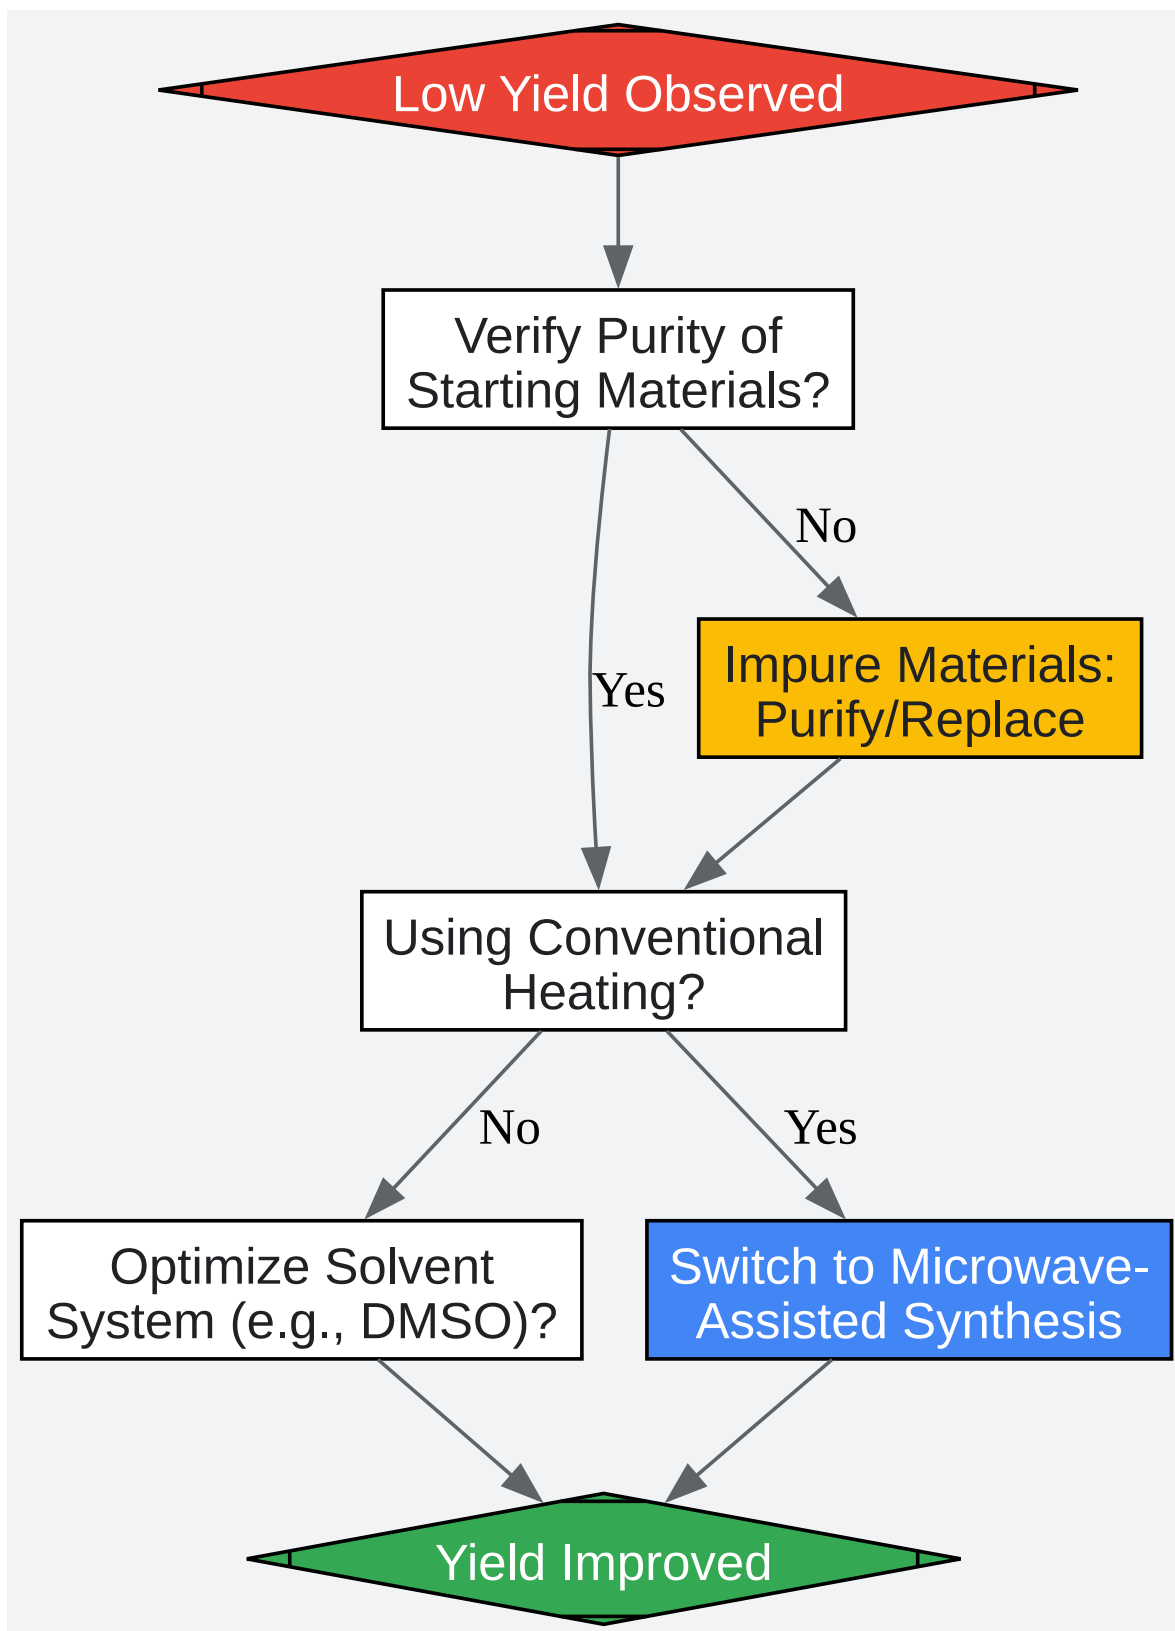 Low Yield Observed
Verify Purity of
Starting Materials?
No
Impure Materials:
Purify/Replace
Yes
Using Conventional
Heating?
No
Yes
Optimize Solvent
System (e.g., DMSO)?
Switch to Microwave-
Assisted Synthesis
Yield Improved